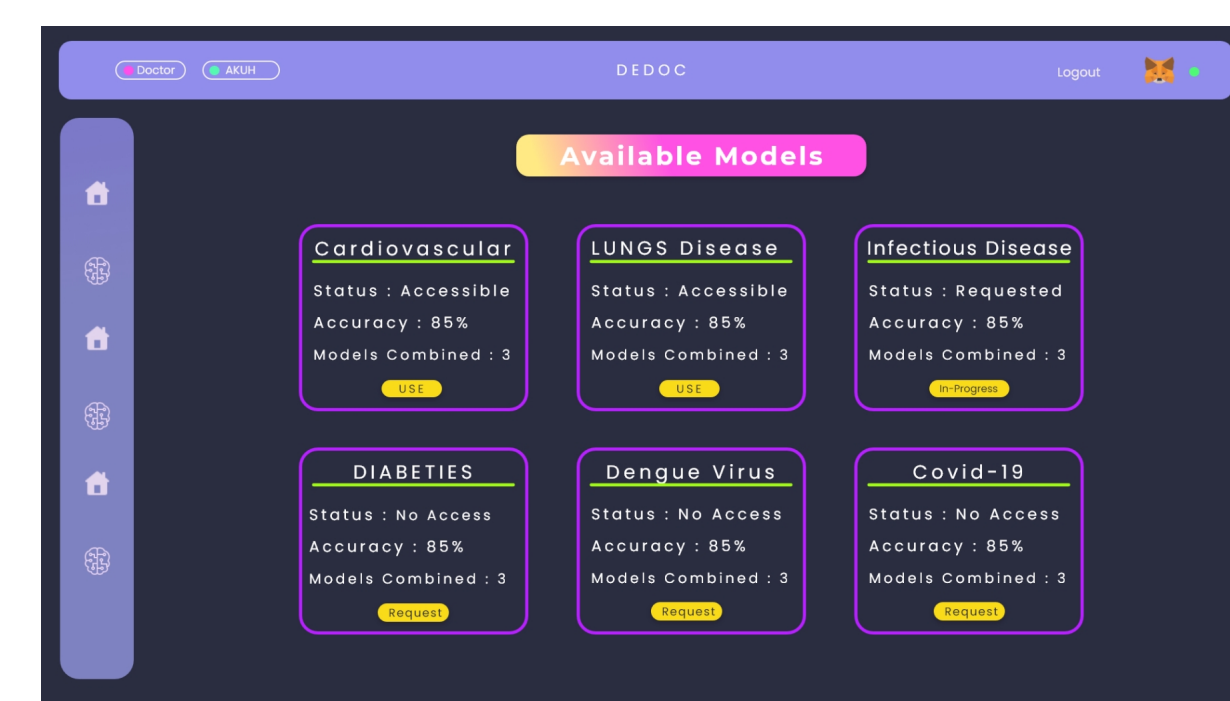 Doctor AKUH DEDOC Logout
Available Models
Cardiovascular
Status : Accessible
Accuracy : 85%
Models Combined : 3
USE
LUNGS Disease
Status : Accessible
Accuracy : 85%
Models Combined : 3
USE
Infectious Disease
Status : Requested
Accuracy : 85%
Models Combined : 3
In-Progress
DIABETIES
Status : No Access
Accuracy : 85%
Models Combined : 3
Request
Dengue Virus
Status : No Access
Accuracy : 85%
Models Combined : 3
Request
Covid-19
Status : No Access
Accuracy : 85%
Models Combined : 3
Request